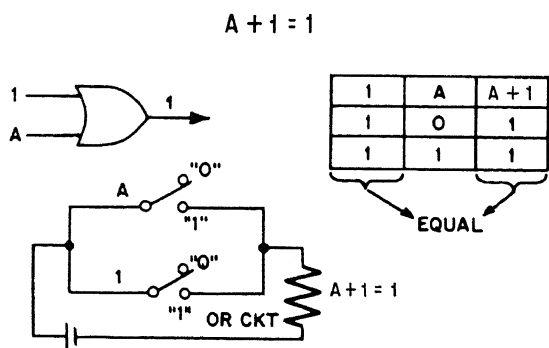 A + 1 = 1
1
A
1
1 A A + 1
1 0 1
1 1 1
EQUAL
A
"0"
"1"
1
"0"
"1"
OR CKT
A + 1 = 1